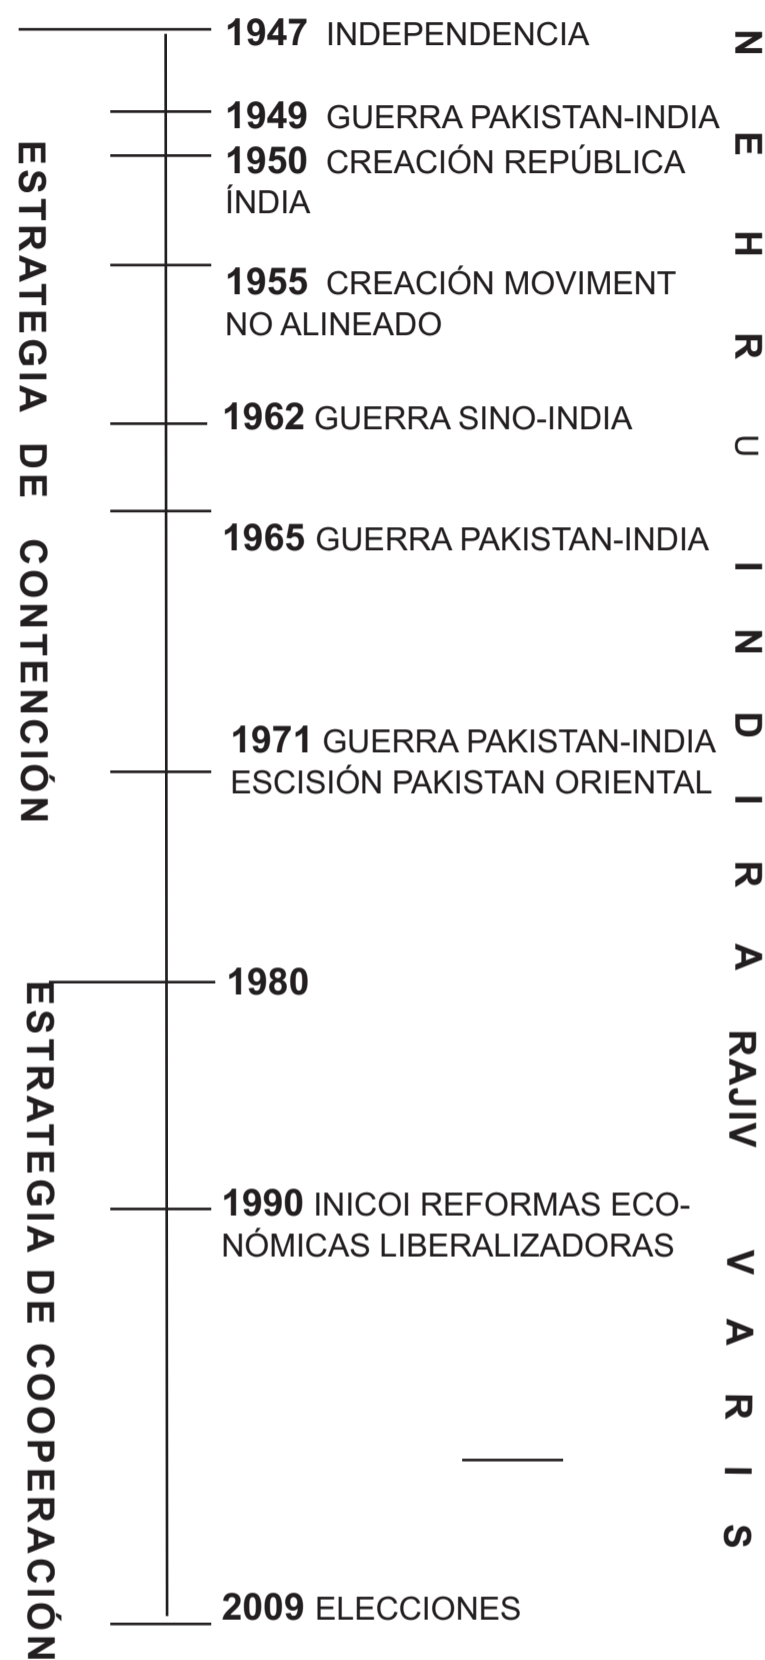 1947 INDEPENDENCIA
1949 GUERRA PAKISTAN-INDIA
1950 CREACIÓN REPÚBLICA
ÍNDIA
1955 CREACIÓN MOVIMENT
NO ALINEADO
1962 GUERRA SINO-INDIA
1965 GUERRA PAKISTAN-INDIA
1971 GUERRA PAKISTAN-INDIA
ESCISIÓN PAKISTAN ORIENTAL
1980
1990 INICOI REFORMAS ECO-
NÓMICAS LIBERALIZADORAS
2009 ELECCIONES
ESTRATEGIA DE CONTENCIÓN
ESTRATEGIA DE COOPERACIÓN
NEHRU INDIRA RAJIV VARIS